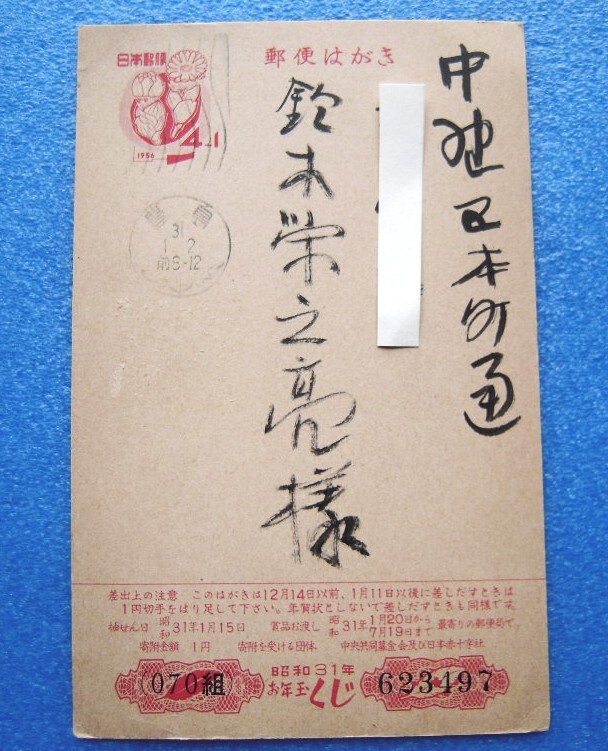 日本郵便
4+1
1956
郵便はがき
中川区日本町通
鈴木栄之亮様
31
1 2
前8-12
差出上の注意 このはがきは12月14日以前、1月11日以後に差しだすときは
1円切手をはり足して下さい。年賀状としないで差しだすときも同様です。
抽せん日 昭和31年1月15日 賞品お渡し 昭和31年1月20日から7月19日まで 最寄りの郵便局で
寄附金額 1円 寄附を受ける団体 中央共同募金会及び日本赤十字社
昭和31年
070組 お年玉くじ 623497